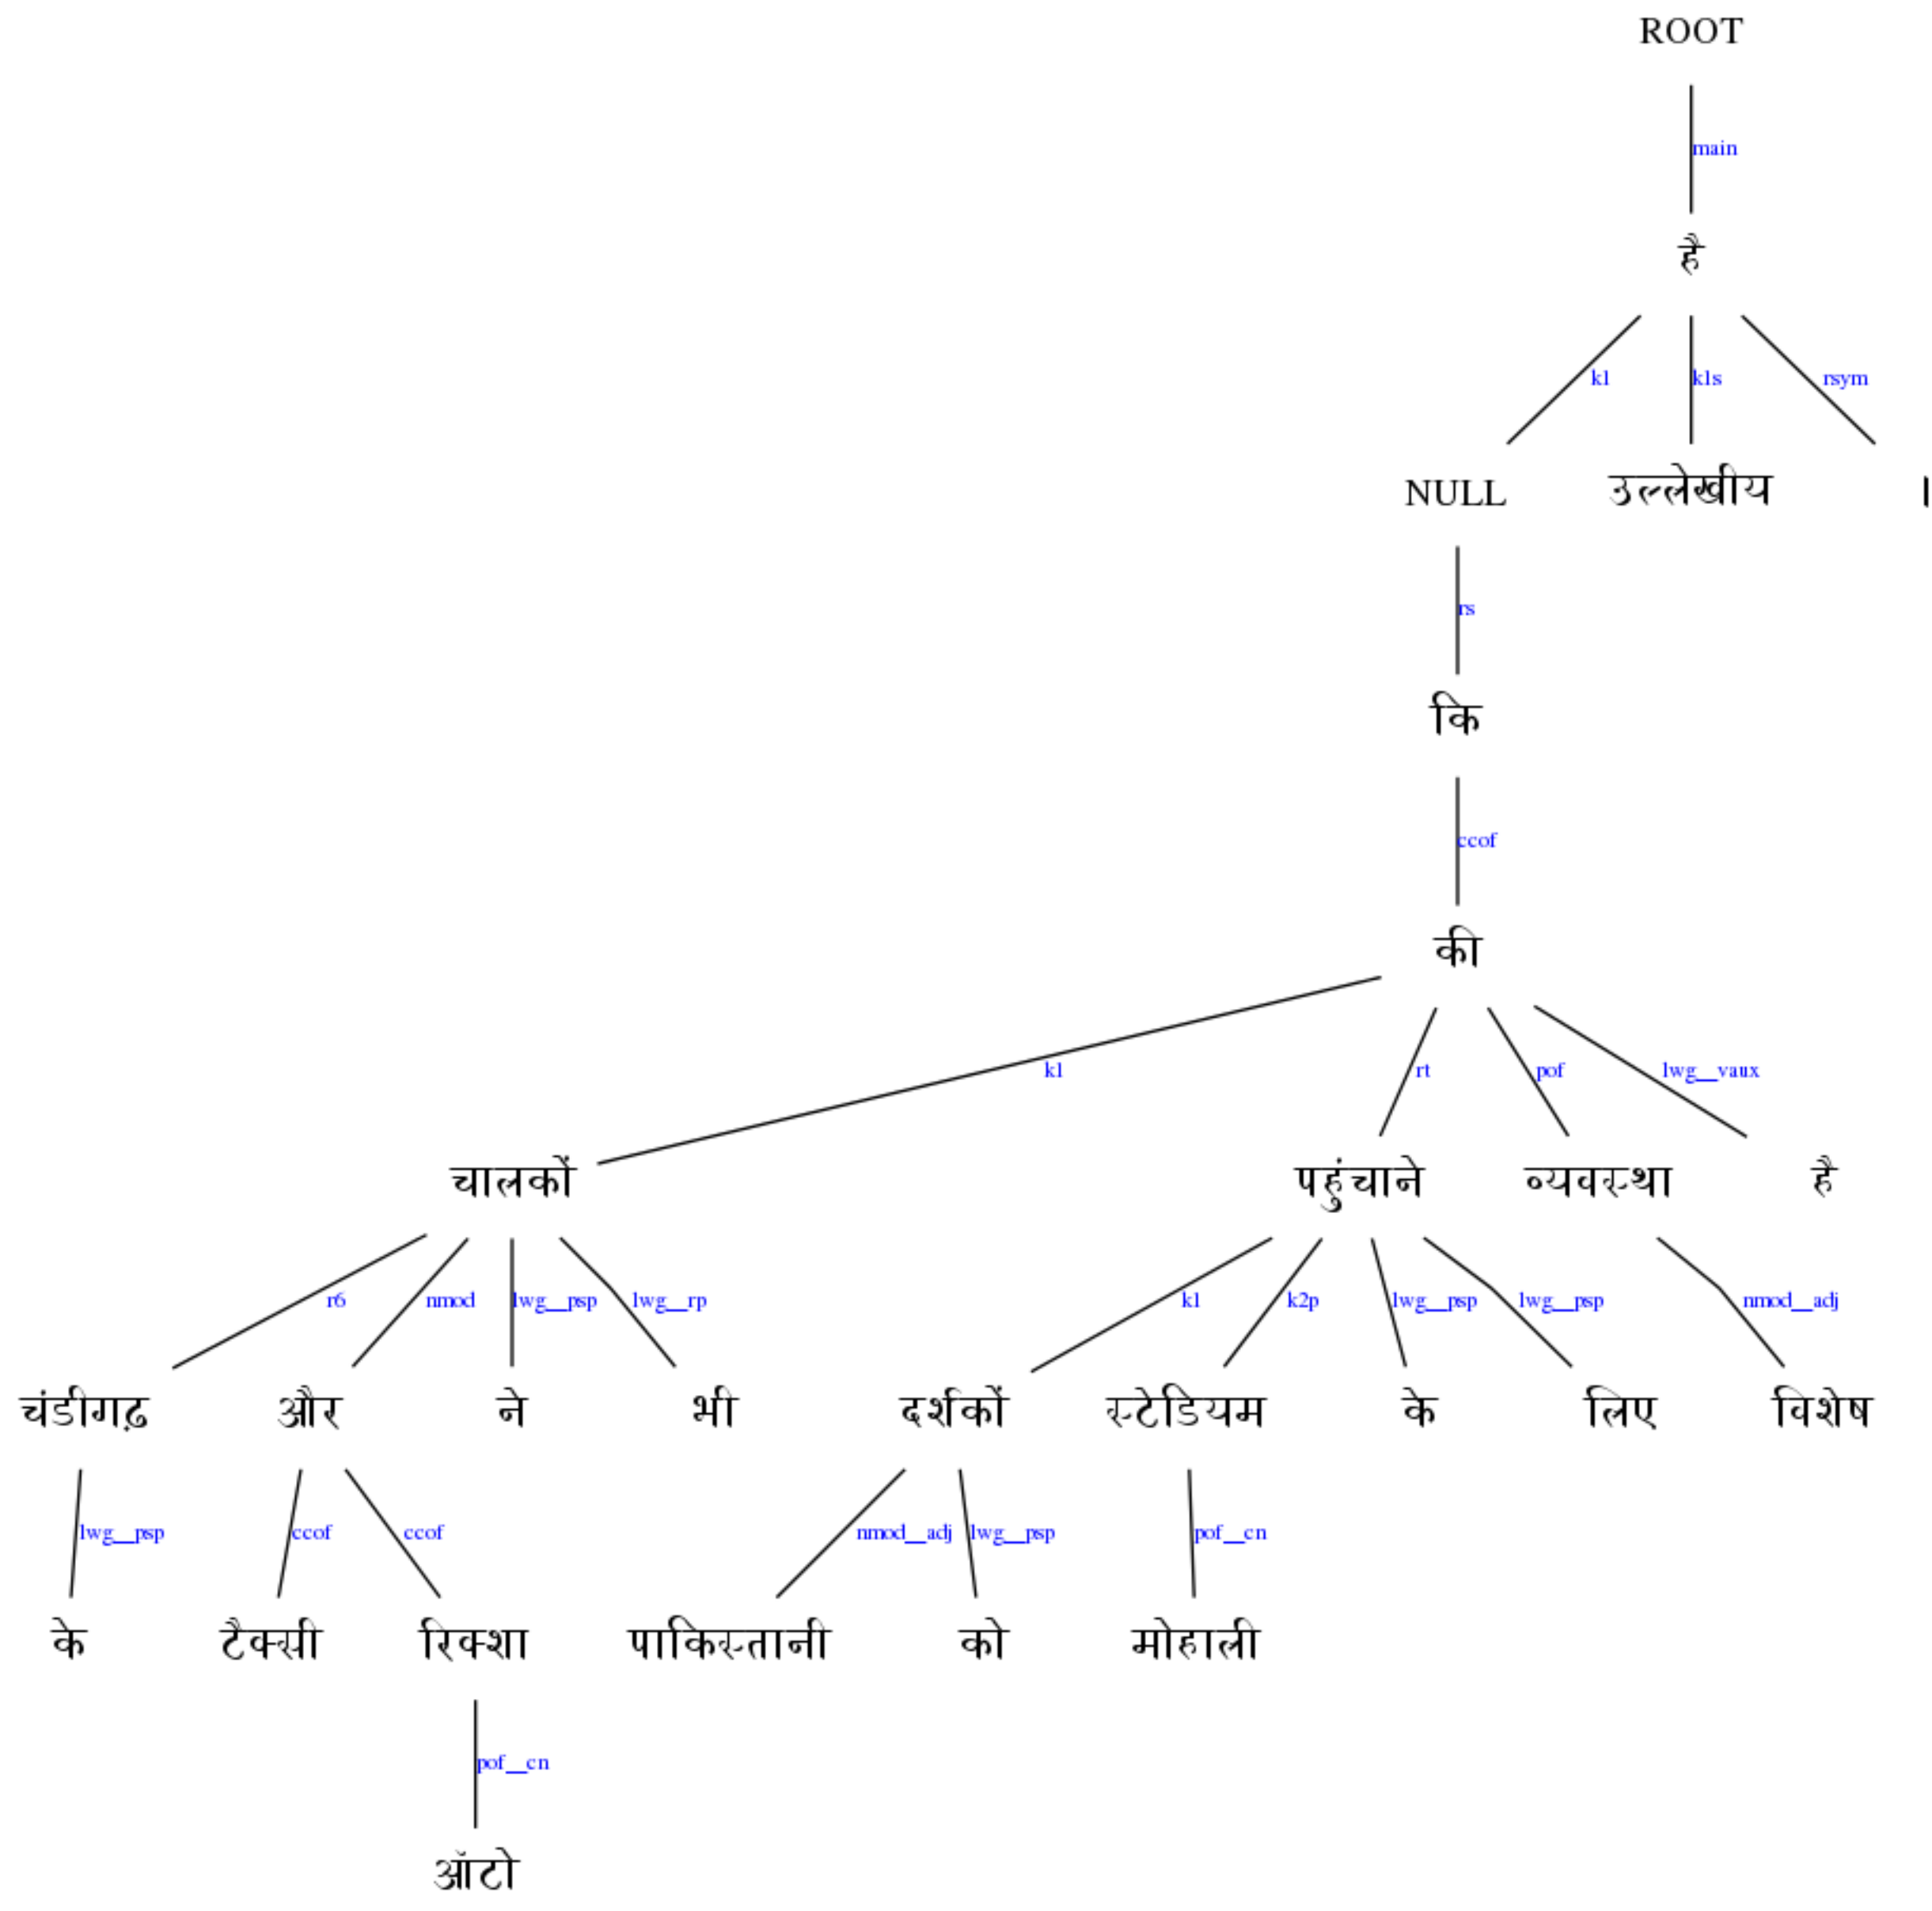 ROOT
main
है
k1 k1s rsym
NULL उल्लेखीय ।
rs
कि
ccof
की
k1 rt pof lwg__vaux
चालकों पहुंचाने व्यवस्था है
r6 nmod lwg__psp lwg__rp k1 k2p lwg__psp lwg__psp nmod__adj
चंडीगढ़ और ने भी दर्शकों स्टेडियम के लिए विशेष
lwg__psp ccof ccof nmod__adj lwg__psp pof__cn
के टैक्सी रिक्शा पाकिस्तानी को मोहाली
pof__cn
ऑटो